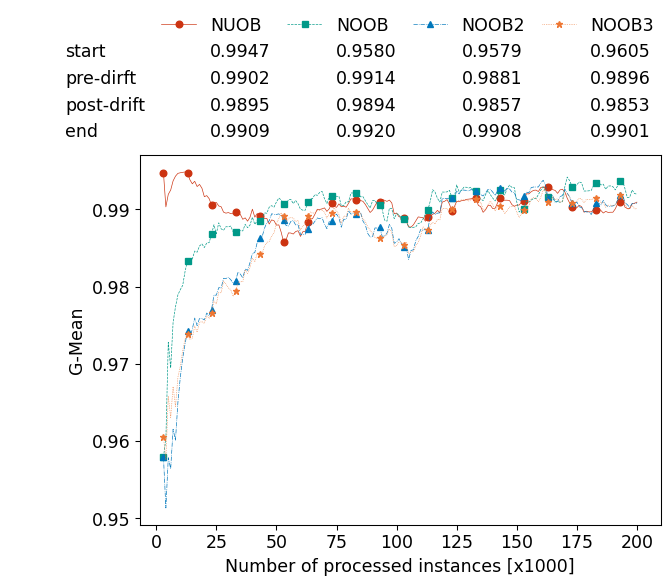 NUOB NOOB NOOB2 NOOB3
start 0.9947 0.9580 0.9579 0.9605
pre-dirft 0.9902 0.9914 0.9881 0.9896
post-drift 0.9895 0.9894 0.9857 0.9853
end 0.9909 0.9920 0.9908 0.9901
0.99
0.98
0.97
0.96
0.95
G-Mean
0 25 50 75 100 125 150 175 200
Number of processed instances [x1000]